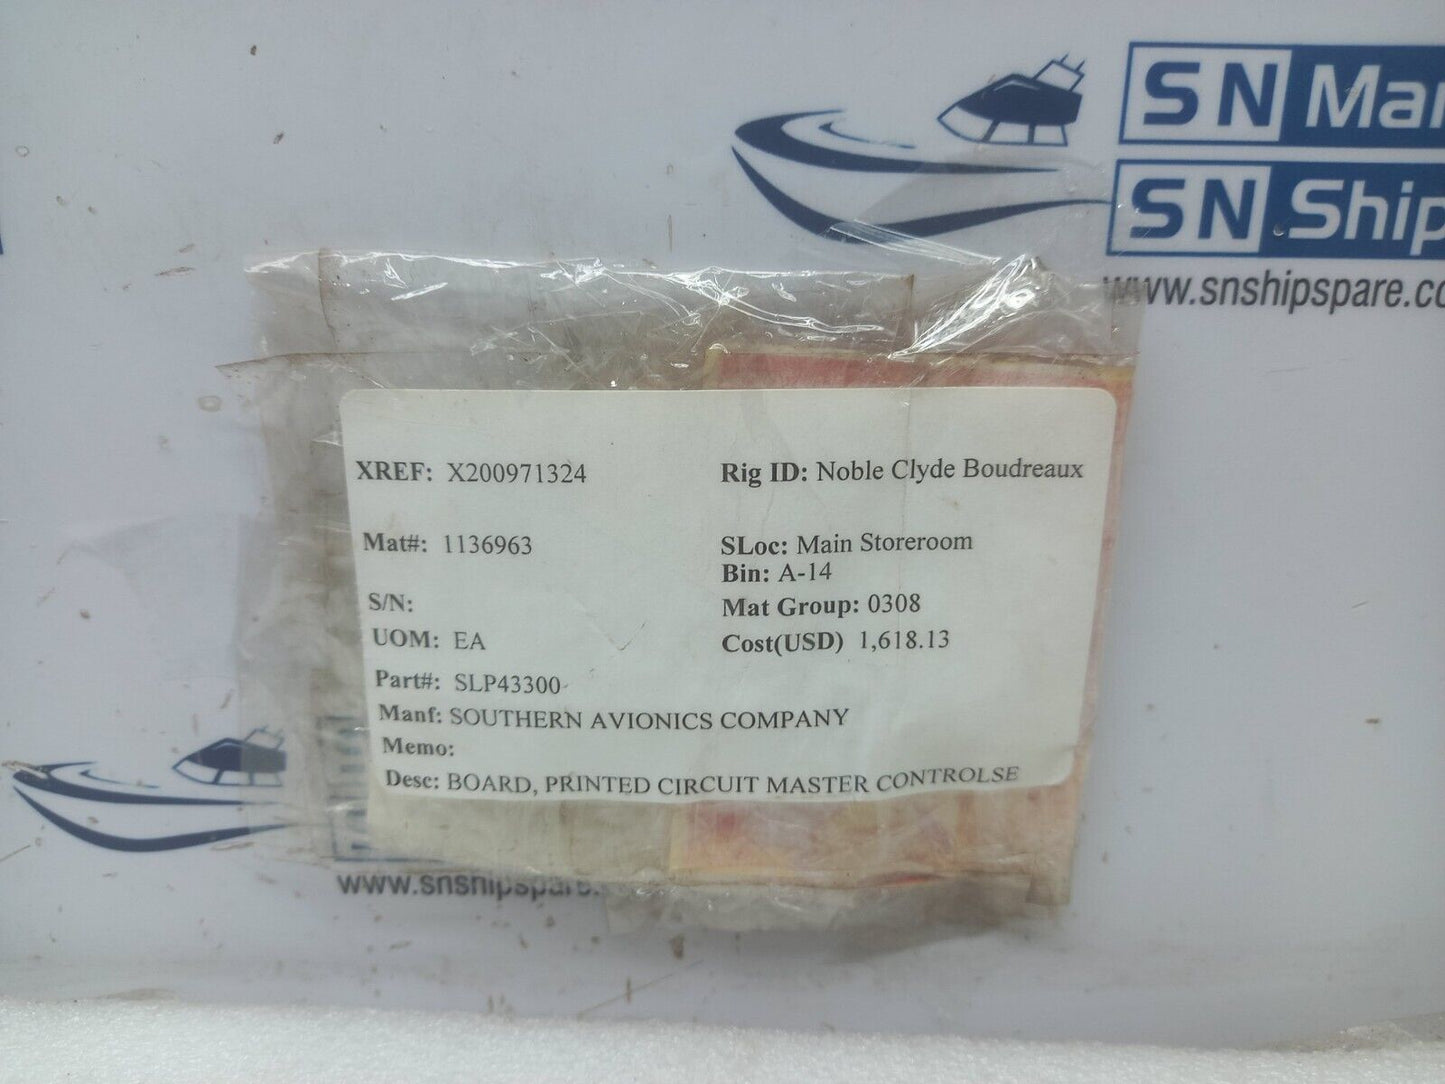 SN Mar
SN Ship
www.snshipspare.co
XREF: X200971324
Rig ID: Noble Clyde Boudreaux
Mat#: 1136963
SLoc: Main Storeroom
Bin: A-14
S/N:
Mat Group: 0308
UOM: EA
Cost(USD) 1,618.13
Part#: SLP43300
Manf: SOUTHERN AVIONICS COMPANY
Memo:
Desc: BOARD, PRINTED CIRCUIT MASTER CONTROLSE
www.snshipspare.